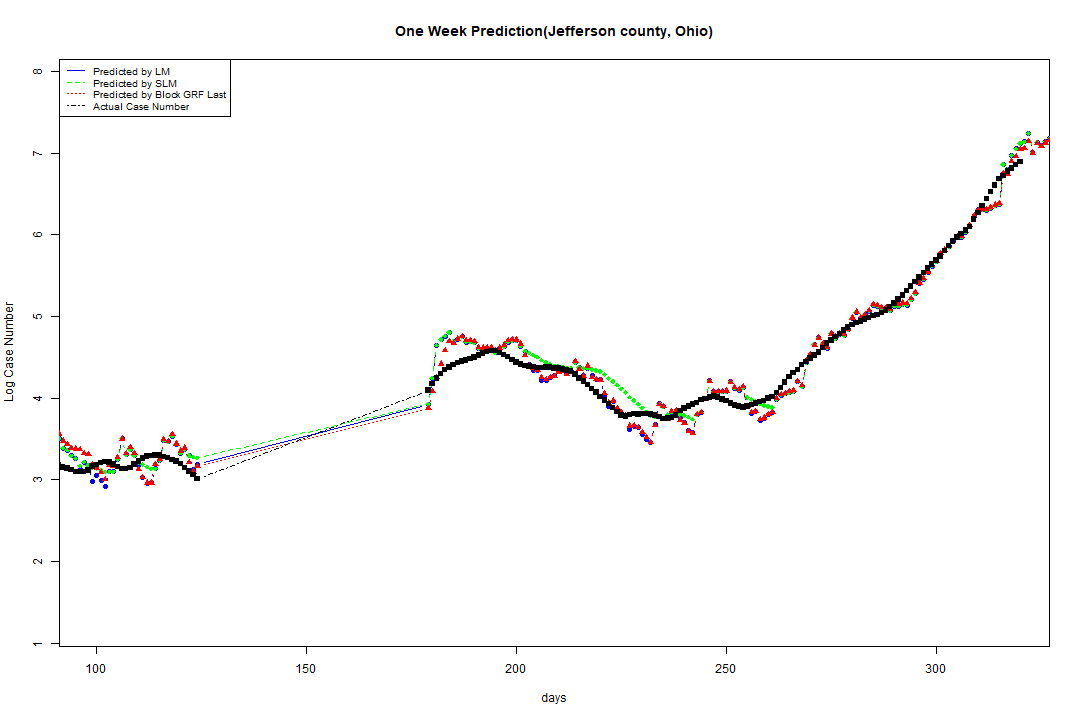 One Week Prediction(Jefferson county, Ohio)
Predicted by LM
Predicted by SLM
Predicted by Block GRF Last
Actual Case Number
Log Case Number
8
7
6
5
4
3
2
1
100 150 200 250 300
days